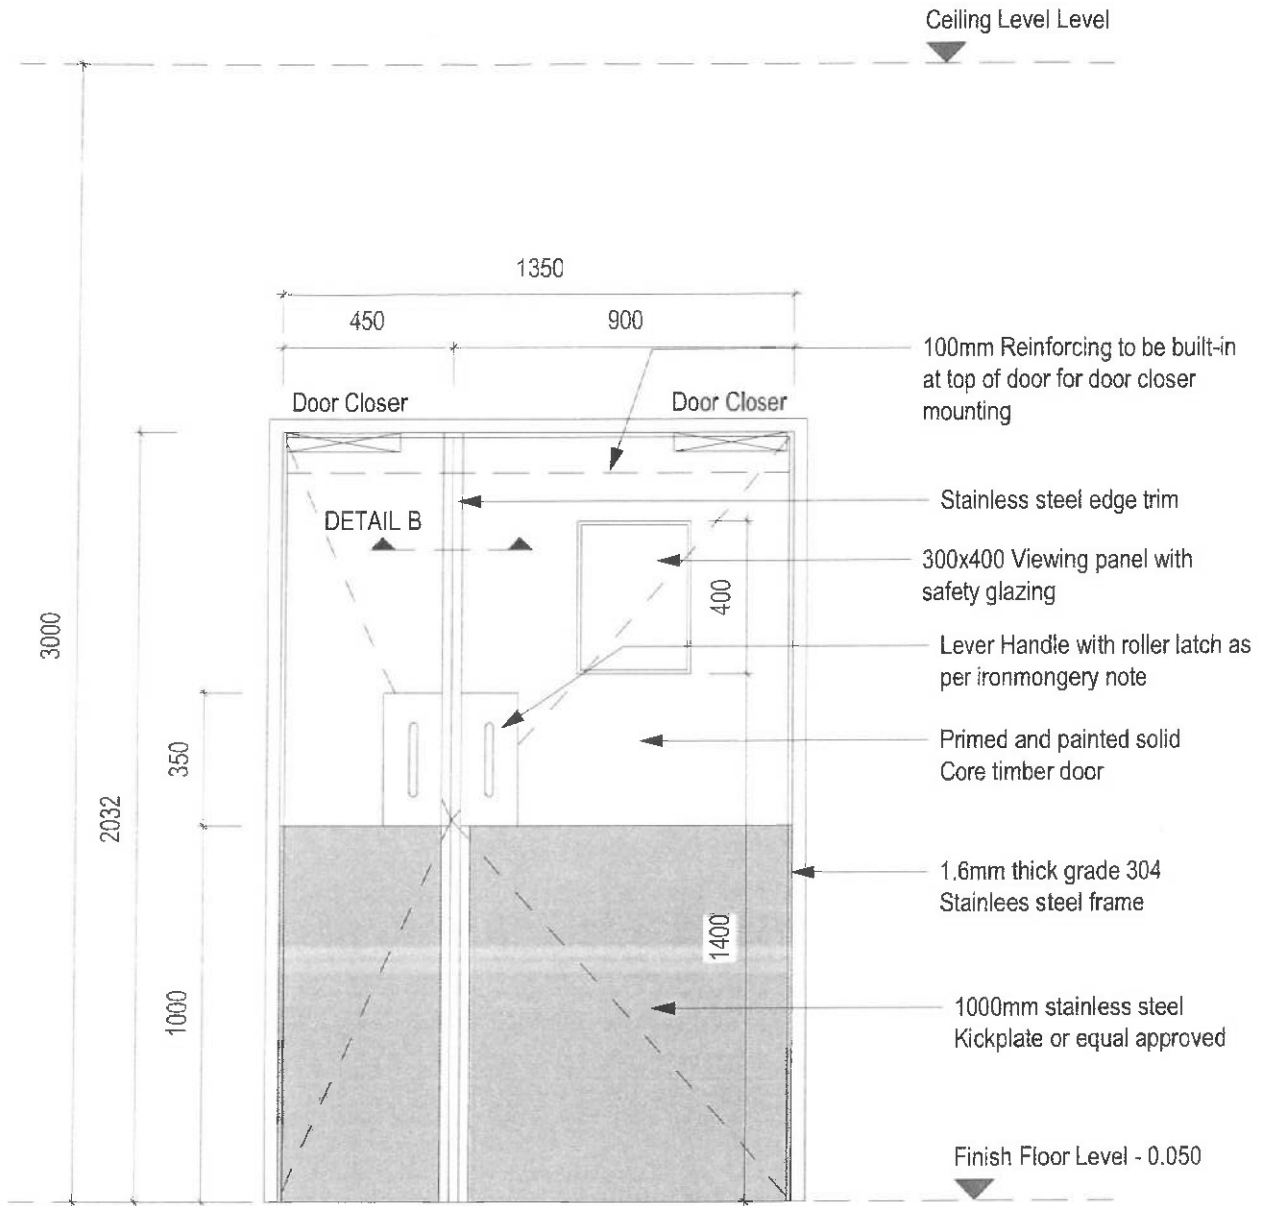 Ceiling Level Level
1350
450
900
100mm Reinforcing to be built-in
at top of door for door closer
mounting
Door Closer
Door Closer
Stainless steel edge trim
DETAIL B
300x400 Viewing panel with
safety glazing
400
3000
Lever Handle with roller latch as
per ironmongery note
350
Primed and painted solid
Core timber door
2032
1.6mm thick grade 304
Stainlees steel frame
1400
1000
1000mm stainless steel
Kickplate or equal approved
Finish Floor Level - 0.050